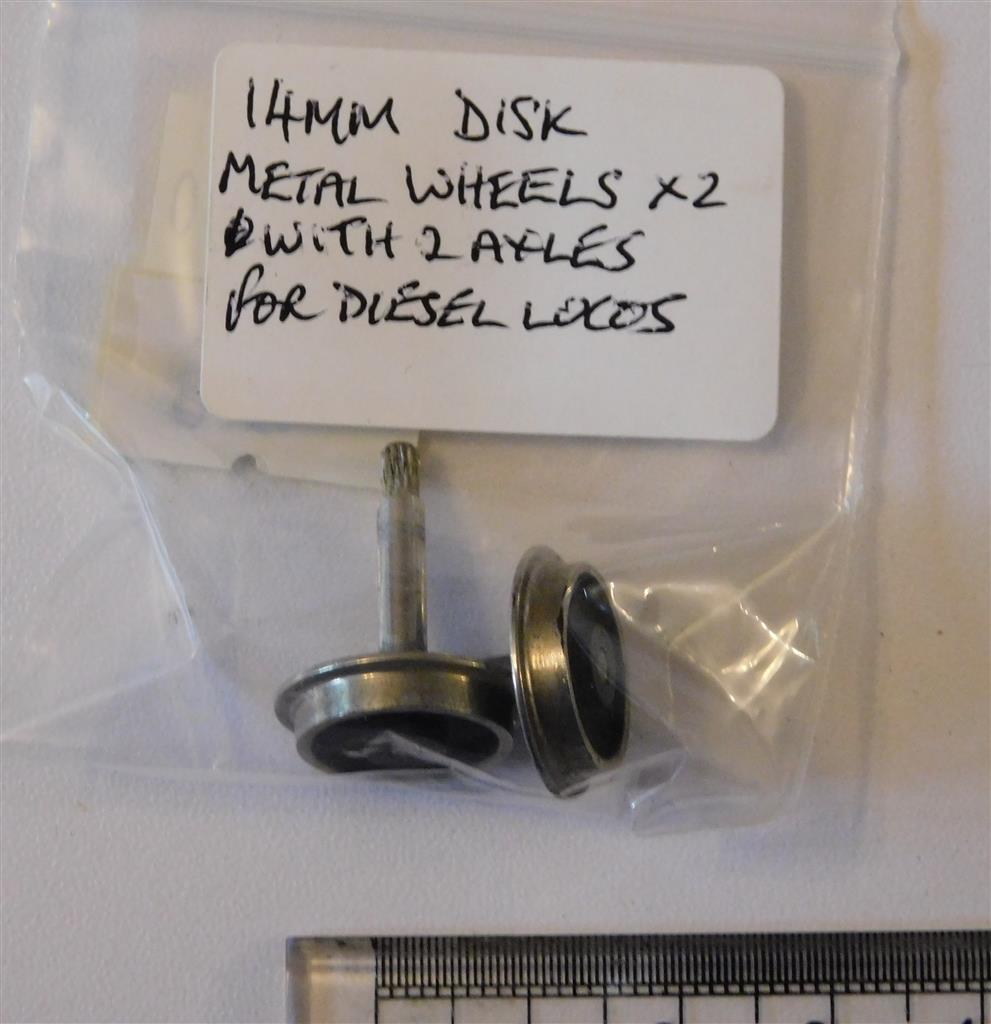 14MM DISK
METAL WHEELS X2
WITH 2 AXLES
FOR DIESEL LOCOS